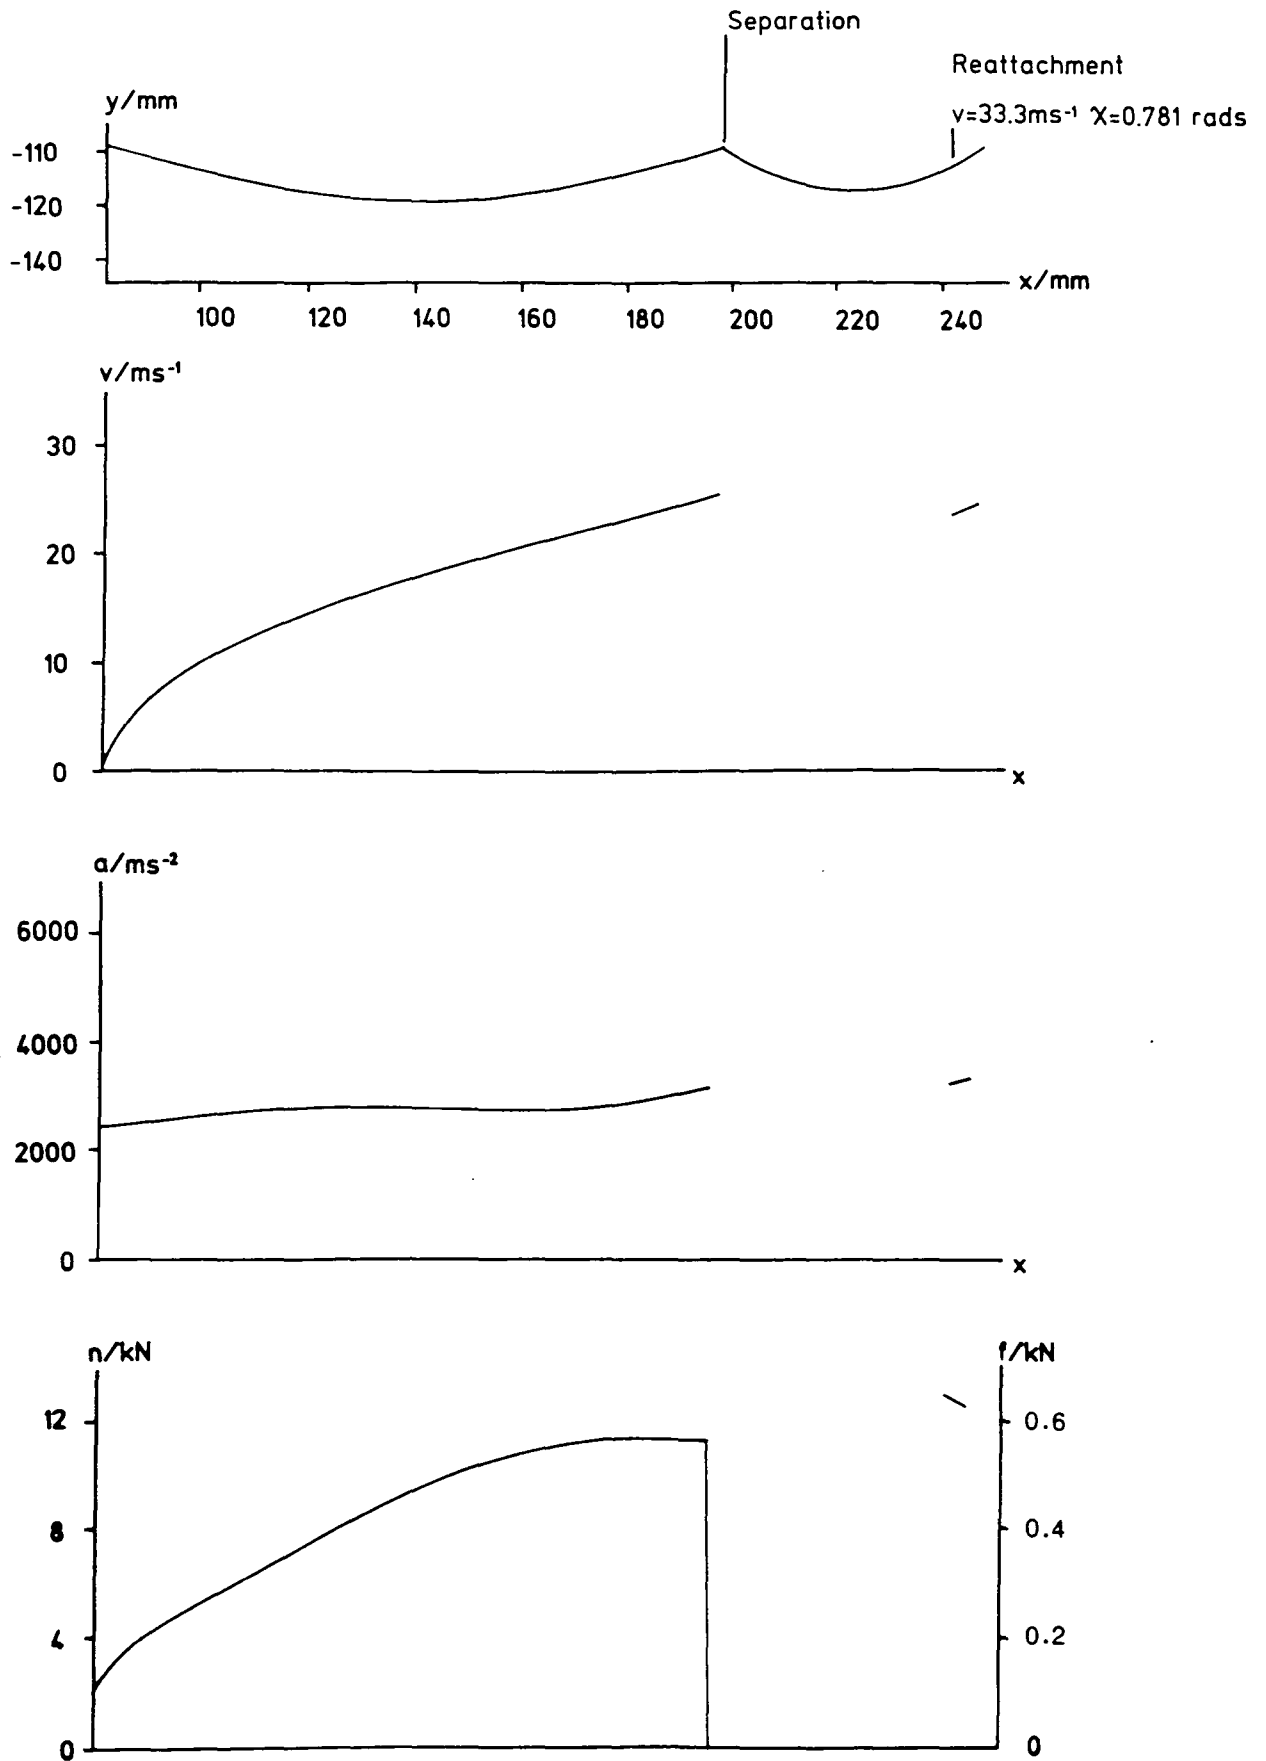 Separation
Reattachment
v=33.3ms⁻¹ χ=0.781 rads
y/mm
-110
-120
-140
x/mm
100 120 140 160 180 200 220 240
v/ms⁻¹
30
20
10
0
x
a/ms⁻²
6000
4000
2000
0
x
n/kN
f/kN
12
0.6
8
0.4
4
0.2
0
0